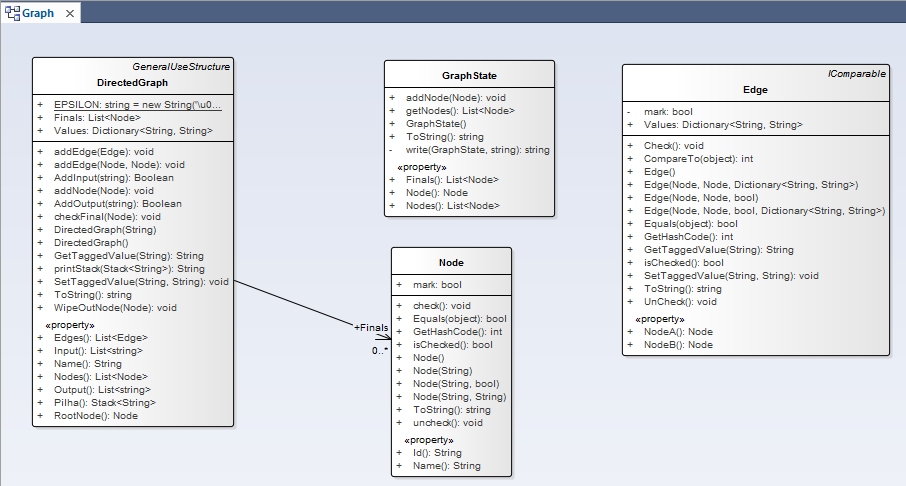 Graph
GeneralUseStructure
DirectedGraph
+ EPSILON: string = new String("\u0...
+ Finals: List<Node>
+ Values: Dictionary<String, String>
+ addEdge(Edge): void
+ addEdge(Node, Node): void
+ AddInput(string): Boolean
+ addNode(Node): void
+ AddOutput(string): Boolean
+ checkFinal(Node): void
+ DirectedGraph(String)
+ DirectedGraph()
+ GetTaggedValue(String): String
+ printStack(Stack<String>): String
+ SetTaggedValue(String, String): void
+ ToString(): string
+ WipeOutNode(Node): void
«property»
+ Edges(): List<Edge>
+ Input(): List<string>
+ Name(): String
+ Nodes(): List<Node>
+ Output(): List<string>
+ Pilha(): Stack<String>
+ RootNode(): Node
GraphState
+ addNode(Node): void
+ getNodes(): List<Node>
+ GraphState()
+ ToString(): string
- write(GraphState, string): string
«property»
+ Finals(): List<Node>
+ Node(): Node
+ Nodes(): List<Node>
+Finals
0..*
Node
+ mark: bool
+ check(): void
+ Equals(object): bool
+ GetHashCode(): int
+ isChecked(): bool
+ Node()
+ Node(String)
+ Node(String, bool)
+ Node(String, String)
+ ToString(): string
+ uncheck(): void
«property»
+ Id(): String
+ Name(): String
IComparable
Edge
- mark: bool
+ Values: Dictionary<String, String>
+ Check(): void
+ CompareTo(object): int
+ Edge()
+ Edge(Node, Node, Dictionary<String, String>)
+ Edge(Node, Node, bool)
+ Edge(Node, Node, bool, Dictionary<String, String>)
+ Equals(object): bool
+ GetHashCode(): int
+ GetTaggedValue(String): String
+ isChecked(): bool
+ SetTaggedValue(String, String): void
+ ToString(): string
+ UnCheck(): void
«property»
+ NodeA(): Node
+ NodeB(): Node